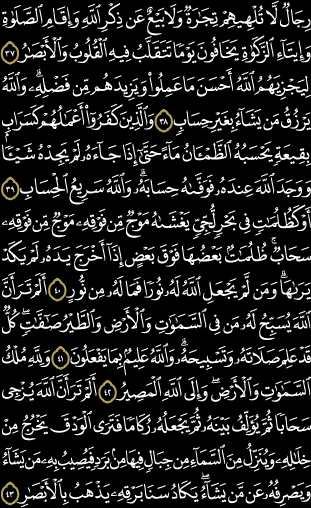 رِجَالٌ لَّا تُلْهِيهِمْ تِجَٰرَةٌ وَلَا بَيْعٌ عَن ذِكْرِ ٱللَّهِ وَإِقَامِ ٱلصَّلَوٰةِ
وَإِيتَآءِ ٱلزَّكَوٰةِ يَخَافُونَ يَوْمًا تَتَقَلَّبُ فِيهِ ٱلْقُلُوبُ وَٱلْأَبْصَٰرُ ٣٧
لِيَجْزِيَهُمُ ٱللَّهُ أَحْسَنَ مَا عَمِلُوا۟ وَيَزِيدَهُم مِّن فَضْلِهِۦ وَٱللَّهُ
يَرْزُقُ مَن يَشَآءُ بِغَيْرِ حِسَابٍ ٣٨ وَٱلَّذِينَ كَفَرُوٓا۟ أَعْمَٰلُهُمْ كَسَرَابٍۭ
بِقِيعَةٍ يَحْسَبُهُ ٱلظَّمْـَٔانُ مَآءً حَتَّىٰٓ إِذَا جَآءَهُۥ لَمْ يَجِدْهُ شَيْـًٔا
وَوَجَدَ ٱللَّهَ عِندَهُۥ فَوَفَّىٰهُ حِسَابَهُۥ وَٱللَّهُ سَرِيعُ ٱلْحِسَابِ ٣٩
أَوْ كَظُلُمَٰتٍ فِى بَحْرٍ لُّجِّىٍّ يَغْشَىٰهُ مَوْجٌ مِّن فَوْقِهِۦ مَوْجٌ مِّن فَوْقِهِۦ
سَحَابٌ ۚ ظُلُمَٰتٌۢ بَعْضُهَا فَوْقَ بَعْضٍ إِذَآ أَخْرَجَ يَدَهُۥ لَمْ يَكَدْ
يَرَىٰهَا ۗ وَمَن لَّمْ يَجْعَلِ ٱللَّهُ لَهُۥ نُورًا فَمَا لَهُۥ مِن نُّورٍ ٤٠ أَلَمْ تَرَ أَنَّ
ٱللَّهَ يُسَبِّحُ لَهُۥ مَن فِى ٱلسَّمَٰوَٰتِ وَٱلْأَرْضِ وَٱلطَّيْرُ صَٰٓفَّٰتٍ ۖ كُلٌّ
قَدْ عَلِمَ صَلَاتَهُۥ وَتَسْبِيحَهُۥ ۗ وَٱللَّهُ عَلِيمٌۢ بِمَا يَفْعَلُونَ ٤١ وَلِلَّهِ مُلْكُ
ٱلسَّمَٰوَٰتِ وَٱلْأَرْضِ ۖ وَإِلَى ٱللَّهِ ٱلْمَصِيرُ ٤٢ أَلَمْ تَرَ أَنَّ ٱللَّهَ يُزْجِى
سَحَابًا ثُمَّ يُؤَلِّفُ بَيْنَهُۥ ثُمَّ يَجْعَلُهُۥ رُكَامًا فَتَرَى ٱلْوَدْقَ يَخْرُجُ مِنْ
خِلَٰلِهِۦ وَيُنَزِّلُ مِنَ ٱلسَّمَآءِ مِن جِبَالٍ فِيهَا مِنۢ بَرَدٍ فَيُصِيبُ بِهِۦ مَن يَشَآءُ
وَيَصْرِفُهُۥ عَن مَّن يَشَآءُ ۖ يَكَادُ سَنَا بَرْقِهِۦ يَذْهَبُ بِٱلْأَبْصَٰرِ ٤٣